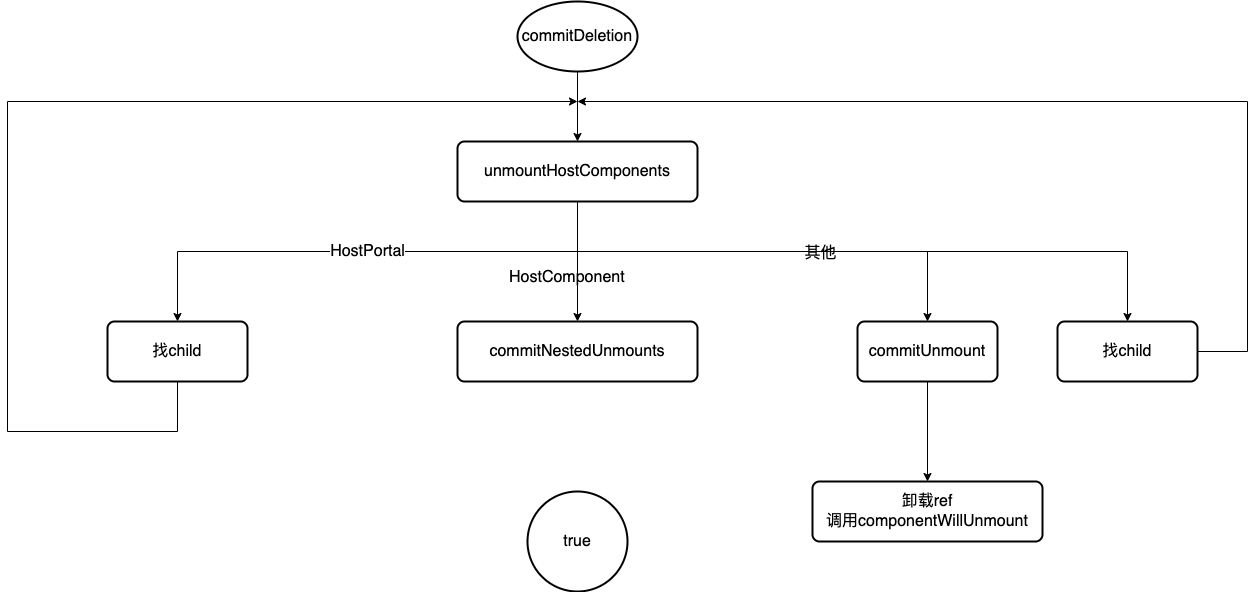 commitDeletion
unmountHostComponents
HostPortal
其他
HostComponent
找child
commitNestedUnmounts
commitUnmount
找child
卸载ref
调用componentWillUnmount
true